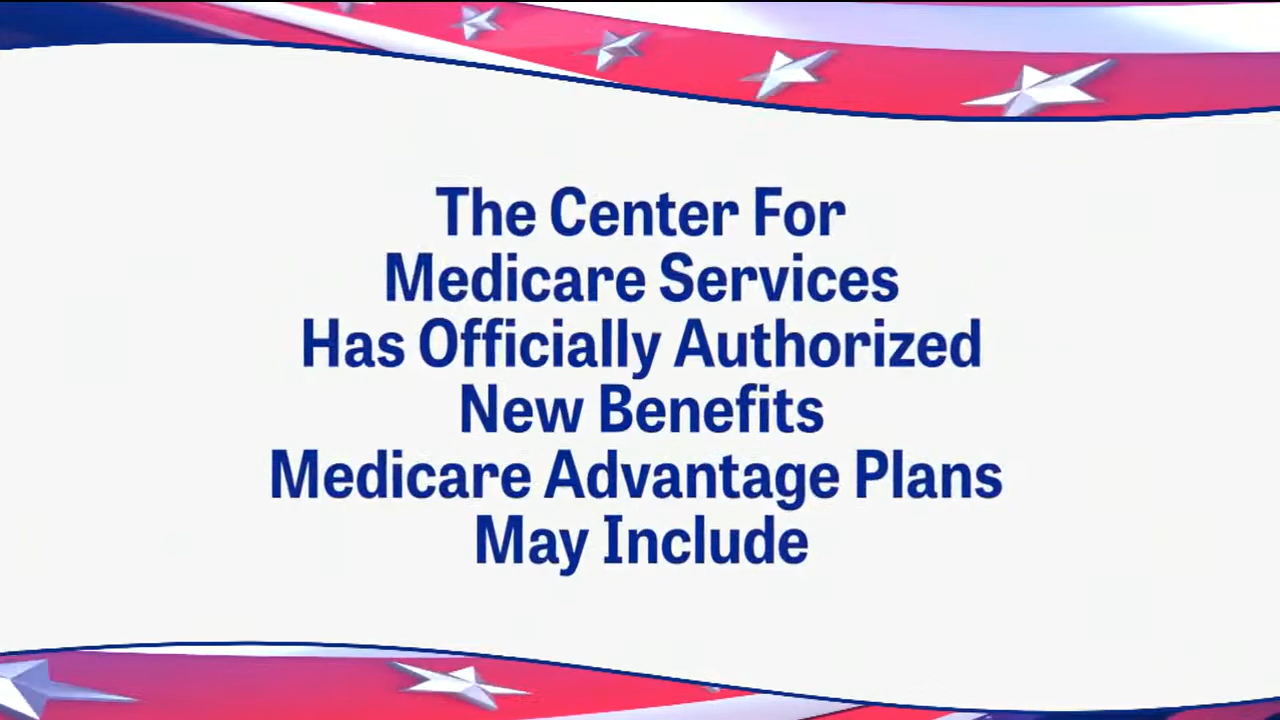 The Center For
Medicare Services
Has Officially Authorized
New Benefits
Medicare Advantage Plans
May Include